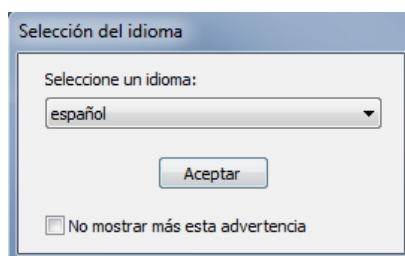 Selección del idioma
Seleccione un idioma:
español
Aceptar
No mostrar más esta advertencia